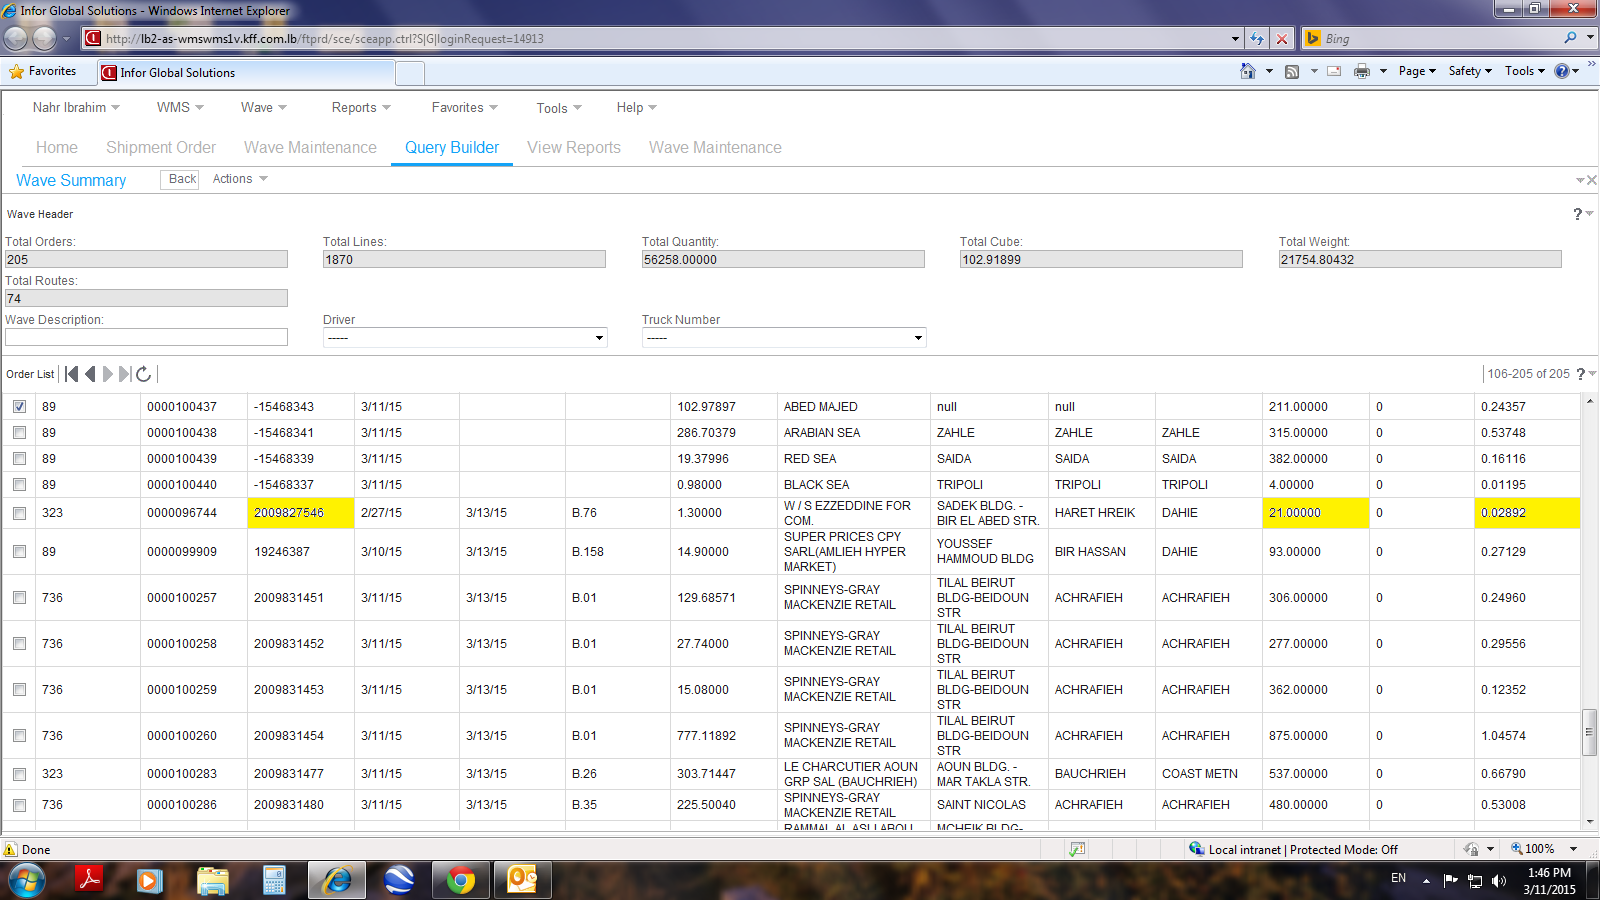 Infor Global Solutions - Windows Internet Explorer
http://lb2-as-wmswms1v.kff.com.lb/ftprd/sce/sceapp.ctrl?S|G|loginRequest=14913
Bing
Favorites
Infor Global Solutions
Page Safety Tools
Nahr Ibrahim WMS Wave Reports Favorites Tools Help
Home Shipment Order Wave Maintenance Query Builder View Reports Wave Maintenance
Wave Summary Back Actions
Wave Header
Total Orders: Total Lines: Total Quantity: Total Cube: Total Weight:
205 1870 56258.00000 102.91899 21754.80432
Total Routes:
74
Wave Description: Driver Truck Number
----- -----
Order List 106-205 of 205
89 0000100437 -15468343 3/11/15 102.97897 ABED MAJED null null 211.00000 0 0.24357
89 0000100438 -15468341 3/11/15 286.70379 ARABIAN SEA ZAHLE ZAHLE ZAHLE 315.00000 0 0.53748
89 0000100439 -15468339 3/11/15 19.37996 RED SEA SAIDA SAIDA SAIDA 382.00000 0 0.16116
89 0000100440 -15468337 3/11/15 0.98000 BLACK SEA TRIPOLI TRIPOLI TRIPOLI 4.00000 0 0.01195
323 0000096744 2009827546 2/27/15 3/13/15 B.76 1.30000 W / S EZZEDDINE FOR COM. SADEK BLDG. - BIR EL ABED STR. HARET HREIK DAHIE 21.00000 0 0.02892
89 0000099909 19246387 3/10/15 3/13/15 B.158 14.90000 SUPER PRICES CPY SARL(AMLIEH HYPER MARKET) YOUSSEF HAMMOUD BLDG BIR HASSAN DAHIE 93.00000 0 0.27129
736 0000100257 2009831451 3/11/15 3/13/15 B.01 129.68571 SPINNEYS-GRAY MACKENZIE RETAIL TILAL BEIRUT BLDG-BEIDOUN STR ACHRAFIEH ACHRAFIEH 306.00000 0 0.24960
736 0000100258 2009831452 3/11/15 3/13/15 B.01 27.74000 SPINNEYS-GRAY MACKENZIE RETAIL TILAL BEIRUT BLDG-BEIDOUN STR ACHRAFIEH ACHRAFIEH 277.00000 0 0.29556
736 0000100259 2009831453 3/11/15 3/13/15 B.01 15.08000 SPINNEYS-GRAY MACKENZIE RETAIL TILAL BEIRUT BLDG-BEIDOUN STR ACHRAFIEH ACHRAFIEH 362.00000 0 0.12352
736 0000100260 2009831454 3/11/15 3/13/15 B.01 777.11892 SPINNEYS-GRAY MACKENZIE RETAIL TILAL BEIRUT BLDG-BEIDOUN STR ACHRAFIEH ACHRAFIEH 875.00000 0 1.04574
323 0000100283 2009831477 3/11/15 3/13/15 B.26 303.71447 LE CHARCUTIER AOUN GRP SAL (BAUCHRIEH) AOUN BLDG. - MAR TAKLA STR. BAUCHRIEH COAST METN 537.00000 0 0.66790
736 0000100286 2009831480 3/11/15 3/13/15 B.35 225.50040 SPINNEYS-GRAY MACKENZIE RETAIL SAINT NICOLAS ACHRAFIEH ACHRAFIEH 480.00000 0 0.53008
Done Local intranet | Protected Mode: Off 100%
EN 1:46 PM
3/11/2015